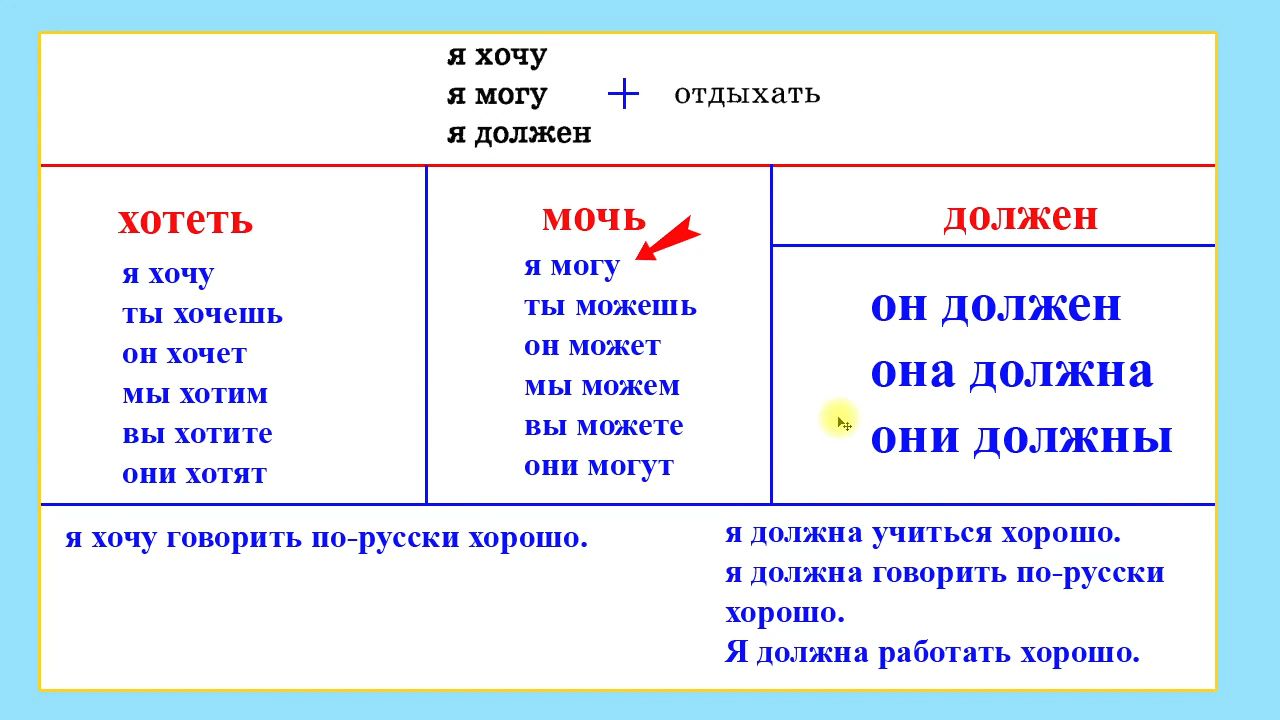 я хочу
я могу + отдыхать
я должен
хотеть
я хочу
ты хочешь
он хочет
мы хотим
вы хотите
они хотят
мочь
я могу
ты можешь
он может
мы можем
вы можете
они могут
должен
он должен
она должна
они должны
я хочу говорить по-русски хорошо.
я должна учиться хорошо.
я должна говорить по-русски
хорошо.
Я должна работать хорошо.